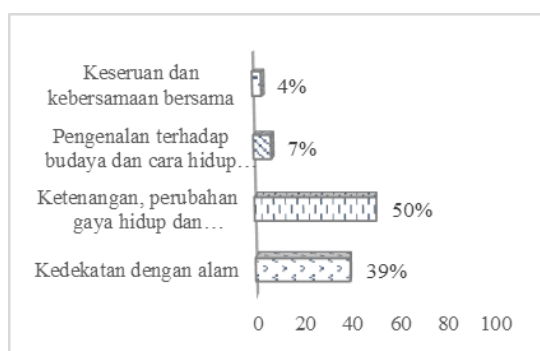 Keseruan dan
kebersamaan bersama
4%
Pengenalan terhadap
budaya dan cara hidup…
7%
Ketenangan, perubahan
gaya hidup dan…
50%
Kedekatan dengan alam
39%
0 20 40 60 80 100